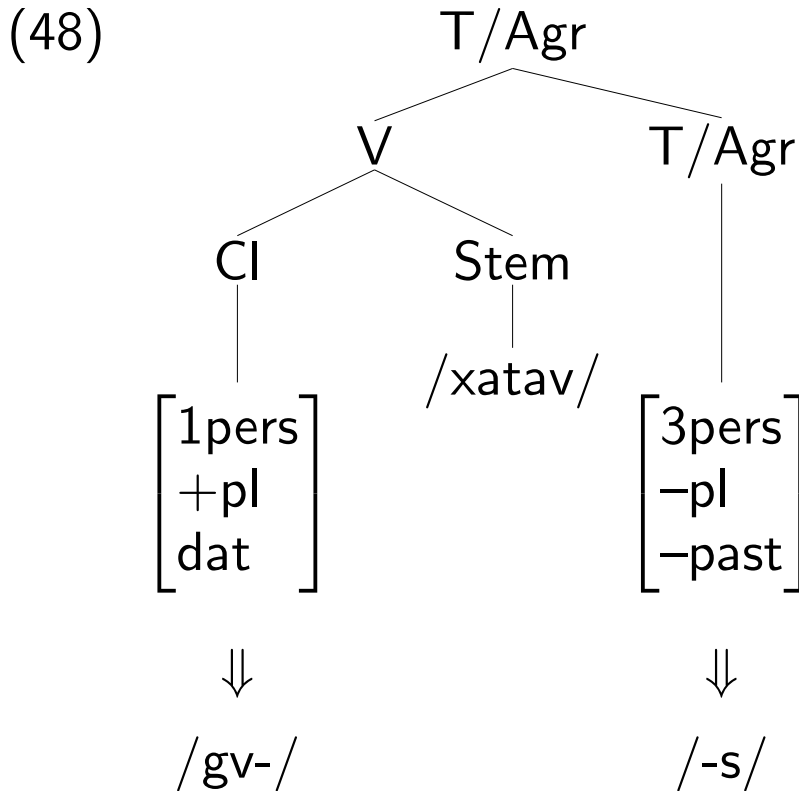 (48) T/Agr
V T/Agr
Cl Stem
/xatav/
1pers 3pers
+pl –pl
dat –past
⇓ ⇓
/gv-/ /-s/